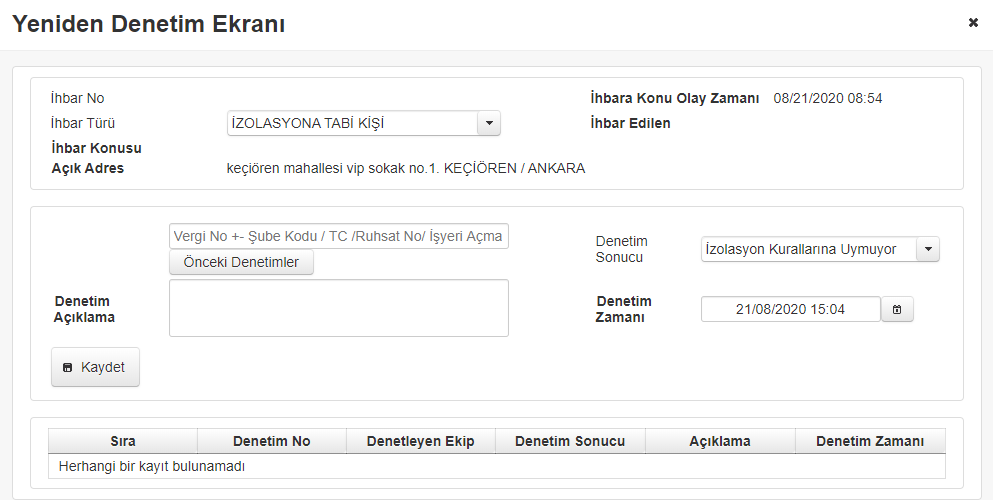 Yeniden Denetim Ekranı
İhbar No
İhbara Konu Olay Zamanı 08/21/2020 08:54
İhbar Türü İZOLASYONA TABİ KİŞİ
İhbar Edilen
İhbar Konusu
Açık Adres keçiören mahallesi vip sokak no.1. KEÇİÖREN / ANKARA
Vergi No +- Şube Kodu / TC /Ruhsat No/ İşyeri Açma
Önceki Denetimler
Denetim
Sonucu
İzolasyon Kurallarına Uymuyor
Denetim
Açıklama
Denetim
Zamanı
21/08/2020 15:04
Kaydet
Sıra Denetim No Denetleyen Ekip Denetim Sonucu Açıklama Denetim Zamanı
Herhangi bir kayıt bulunamadı